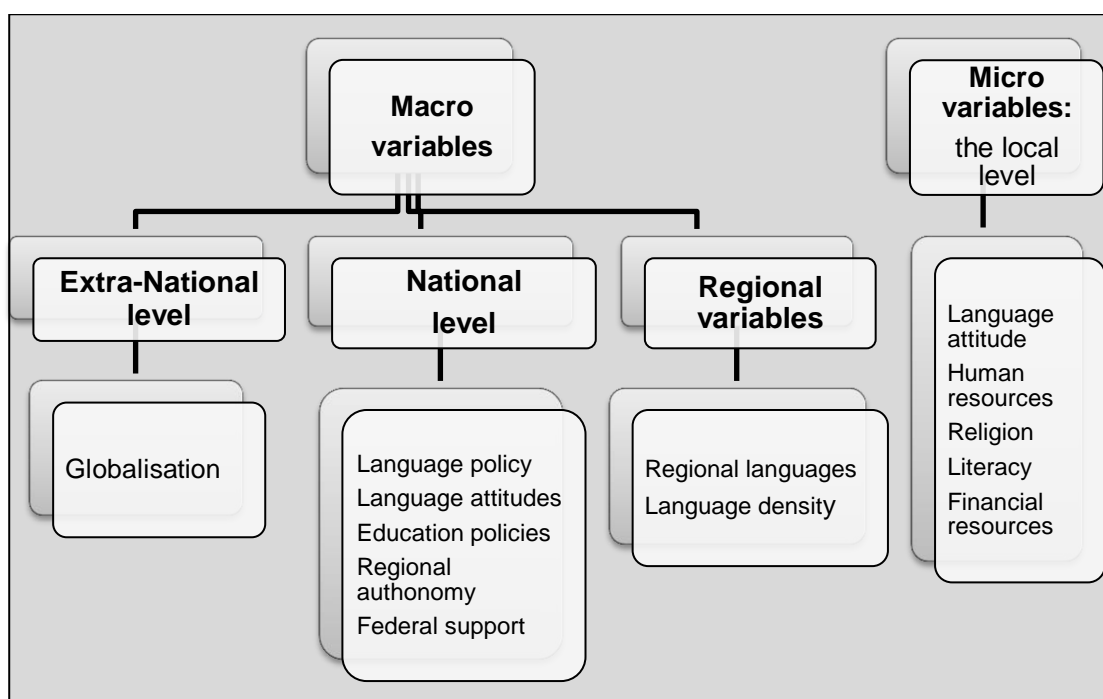 Macro
variables
Micro
variables:
the local
level
Extra-National
level
National
level
Regional
variables
Globalisation
Language policy
Language attitudes
Education policies
Regional
authonomy
Federal support
Regional languages
Language density
Language
attitude
Human
resources
Religion
Literacy
Financial
resources